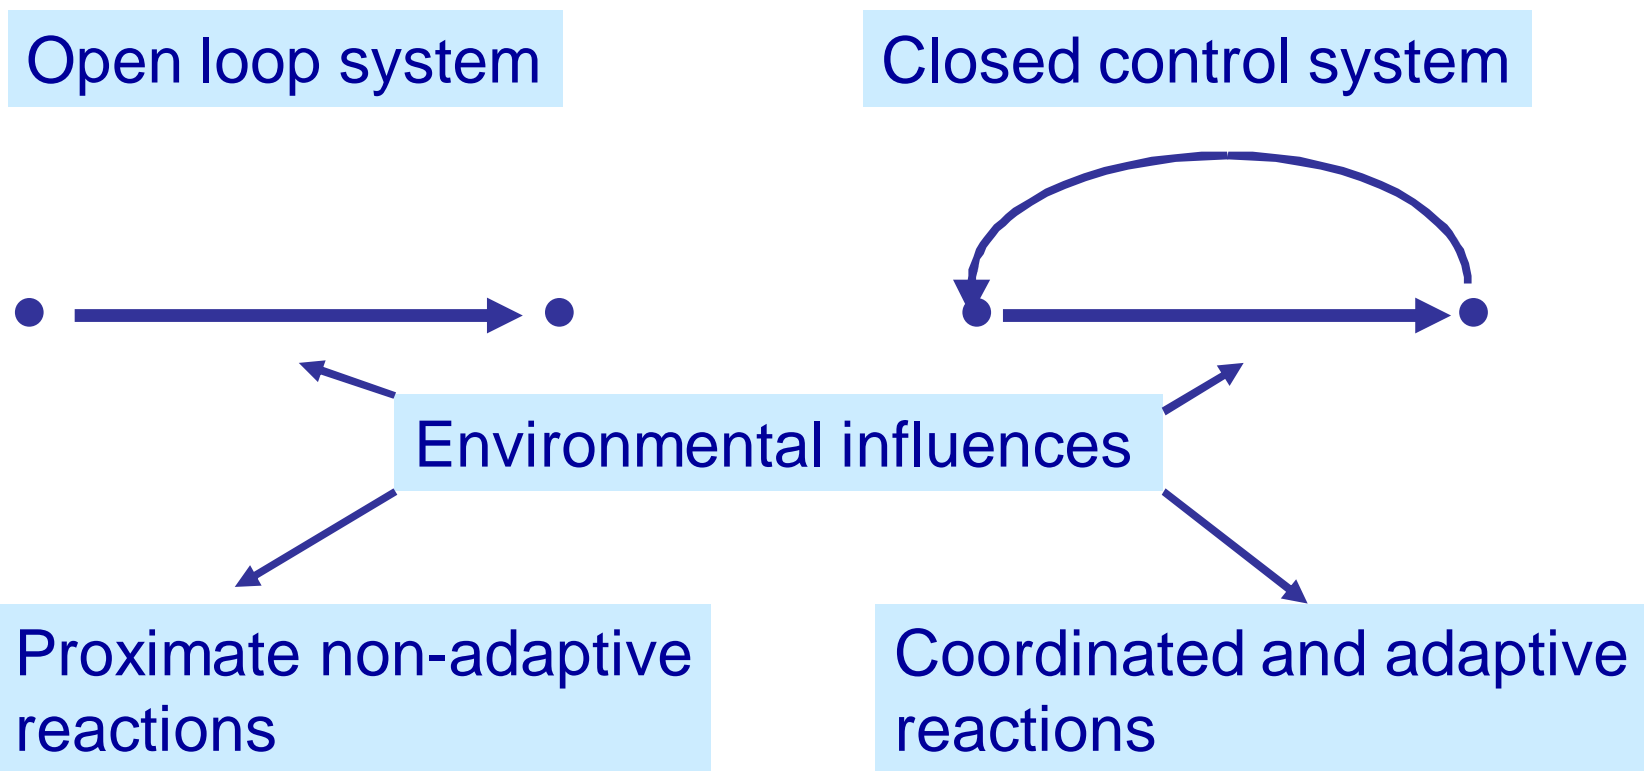 Open loop system
Closed control system
Environmental influences
Proximate non-adaptive
reactions
Coordinated and adaptive
reactions